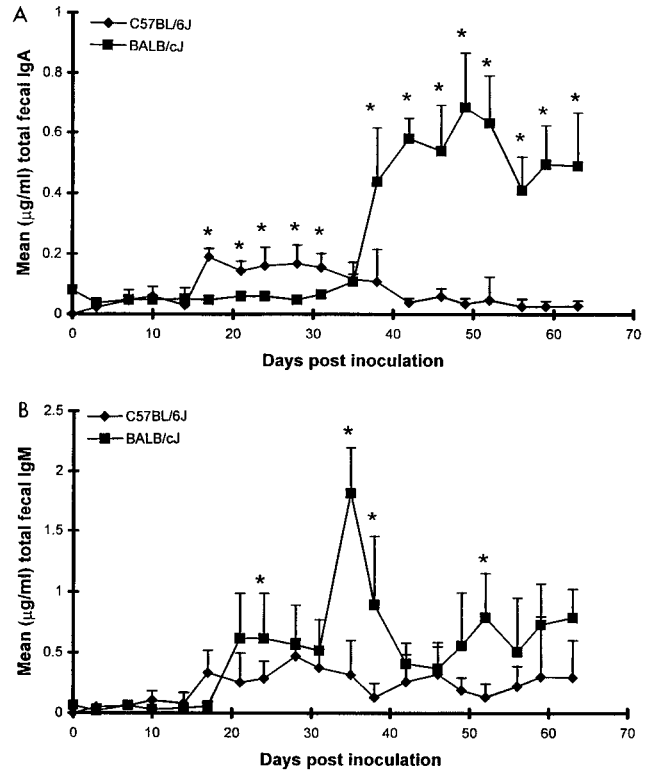 A
C57BL/6J
BALB/cJ
Mean (µg/ml) total fecal IgA
1
0.8
0.6
0.4
0.2
0
* * * * * * * * * * * * *
0 10 20 30 40 50 60 70
Days post inoculation
B
C57BL/6J
BALB/cJ
Mean (µg/ml) total fecal IgM
2.5
2
1.5
1
0.5
0
* * * *
0 10 20 30 40 50 60 70
Days post inoculation